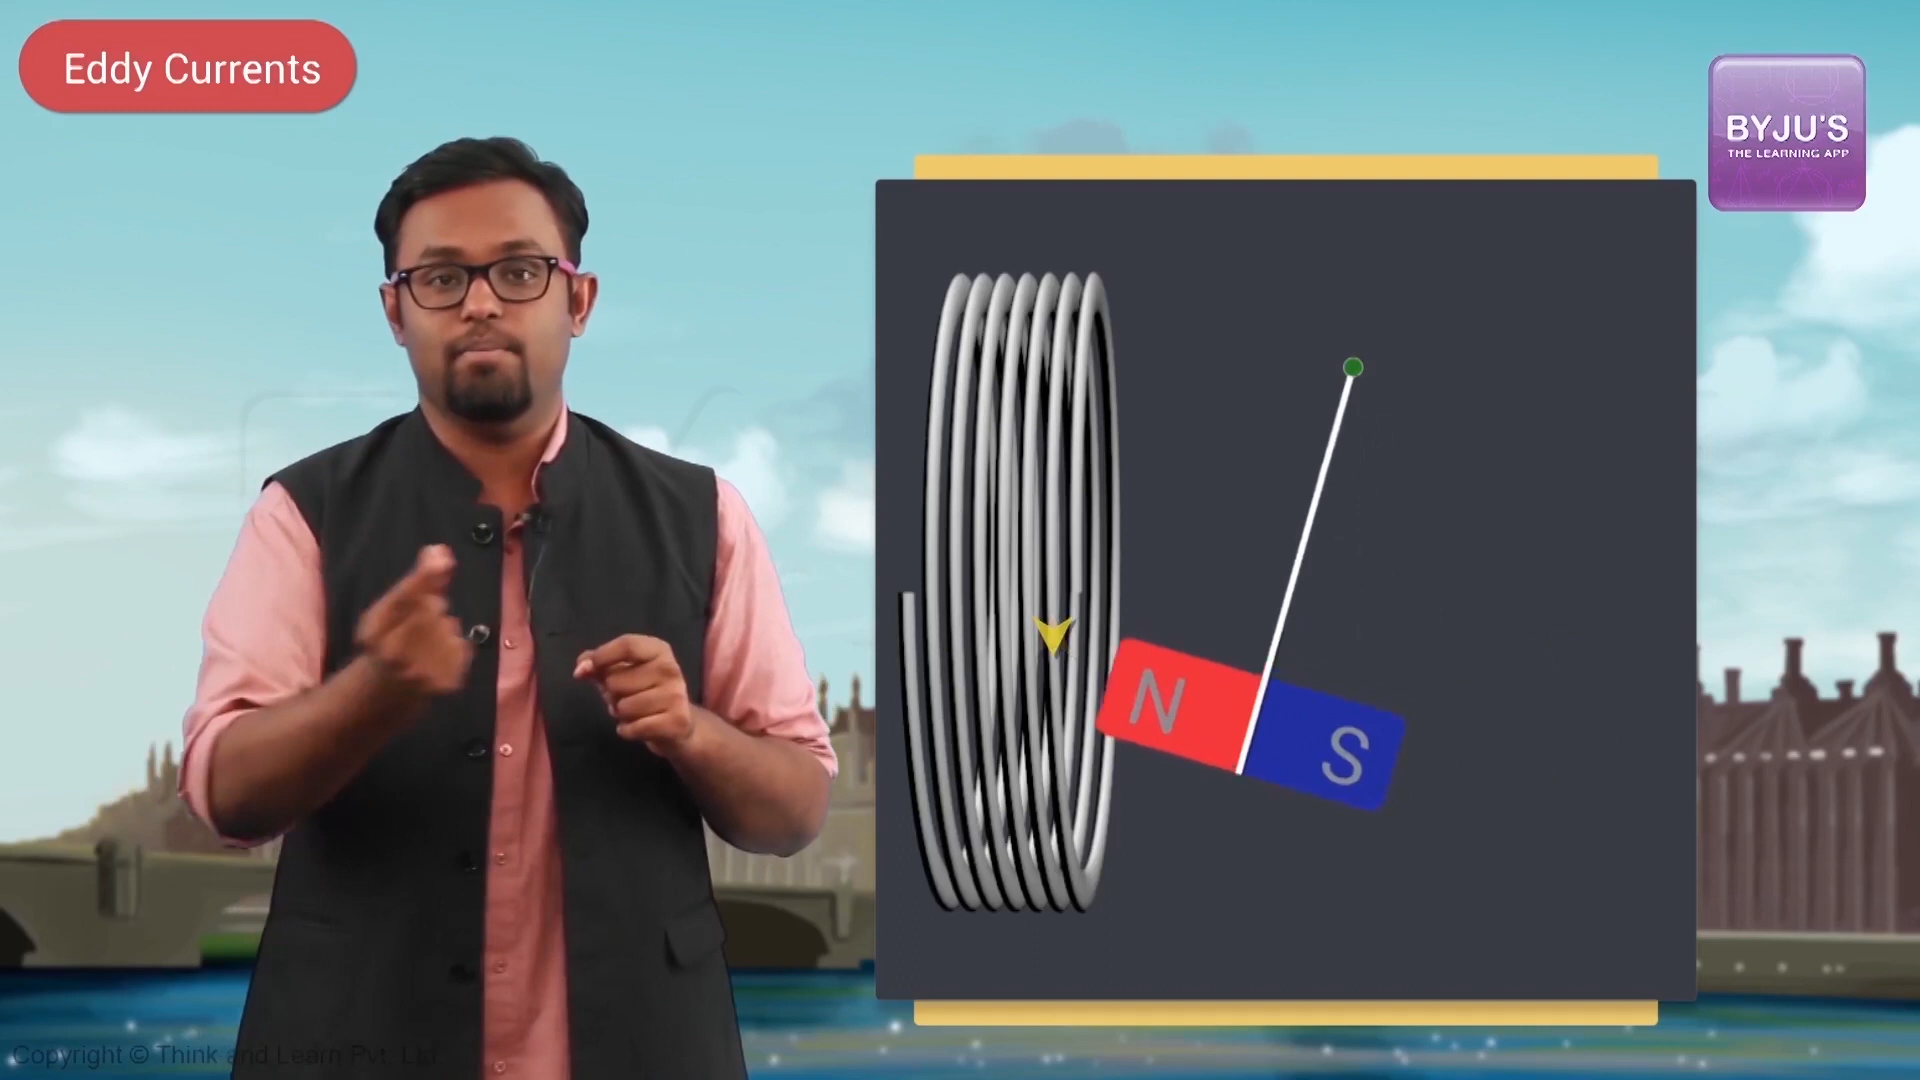 Eddy Currents
BYJU'S
THE LEARNING APP
N
S
Copyright © Think and Learn Pvt. Ltd